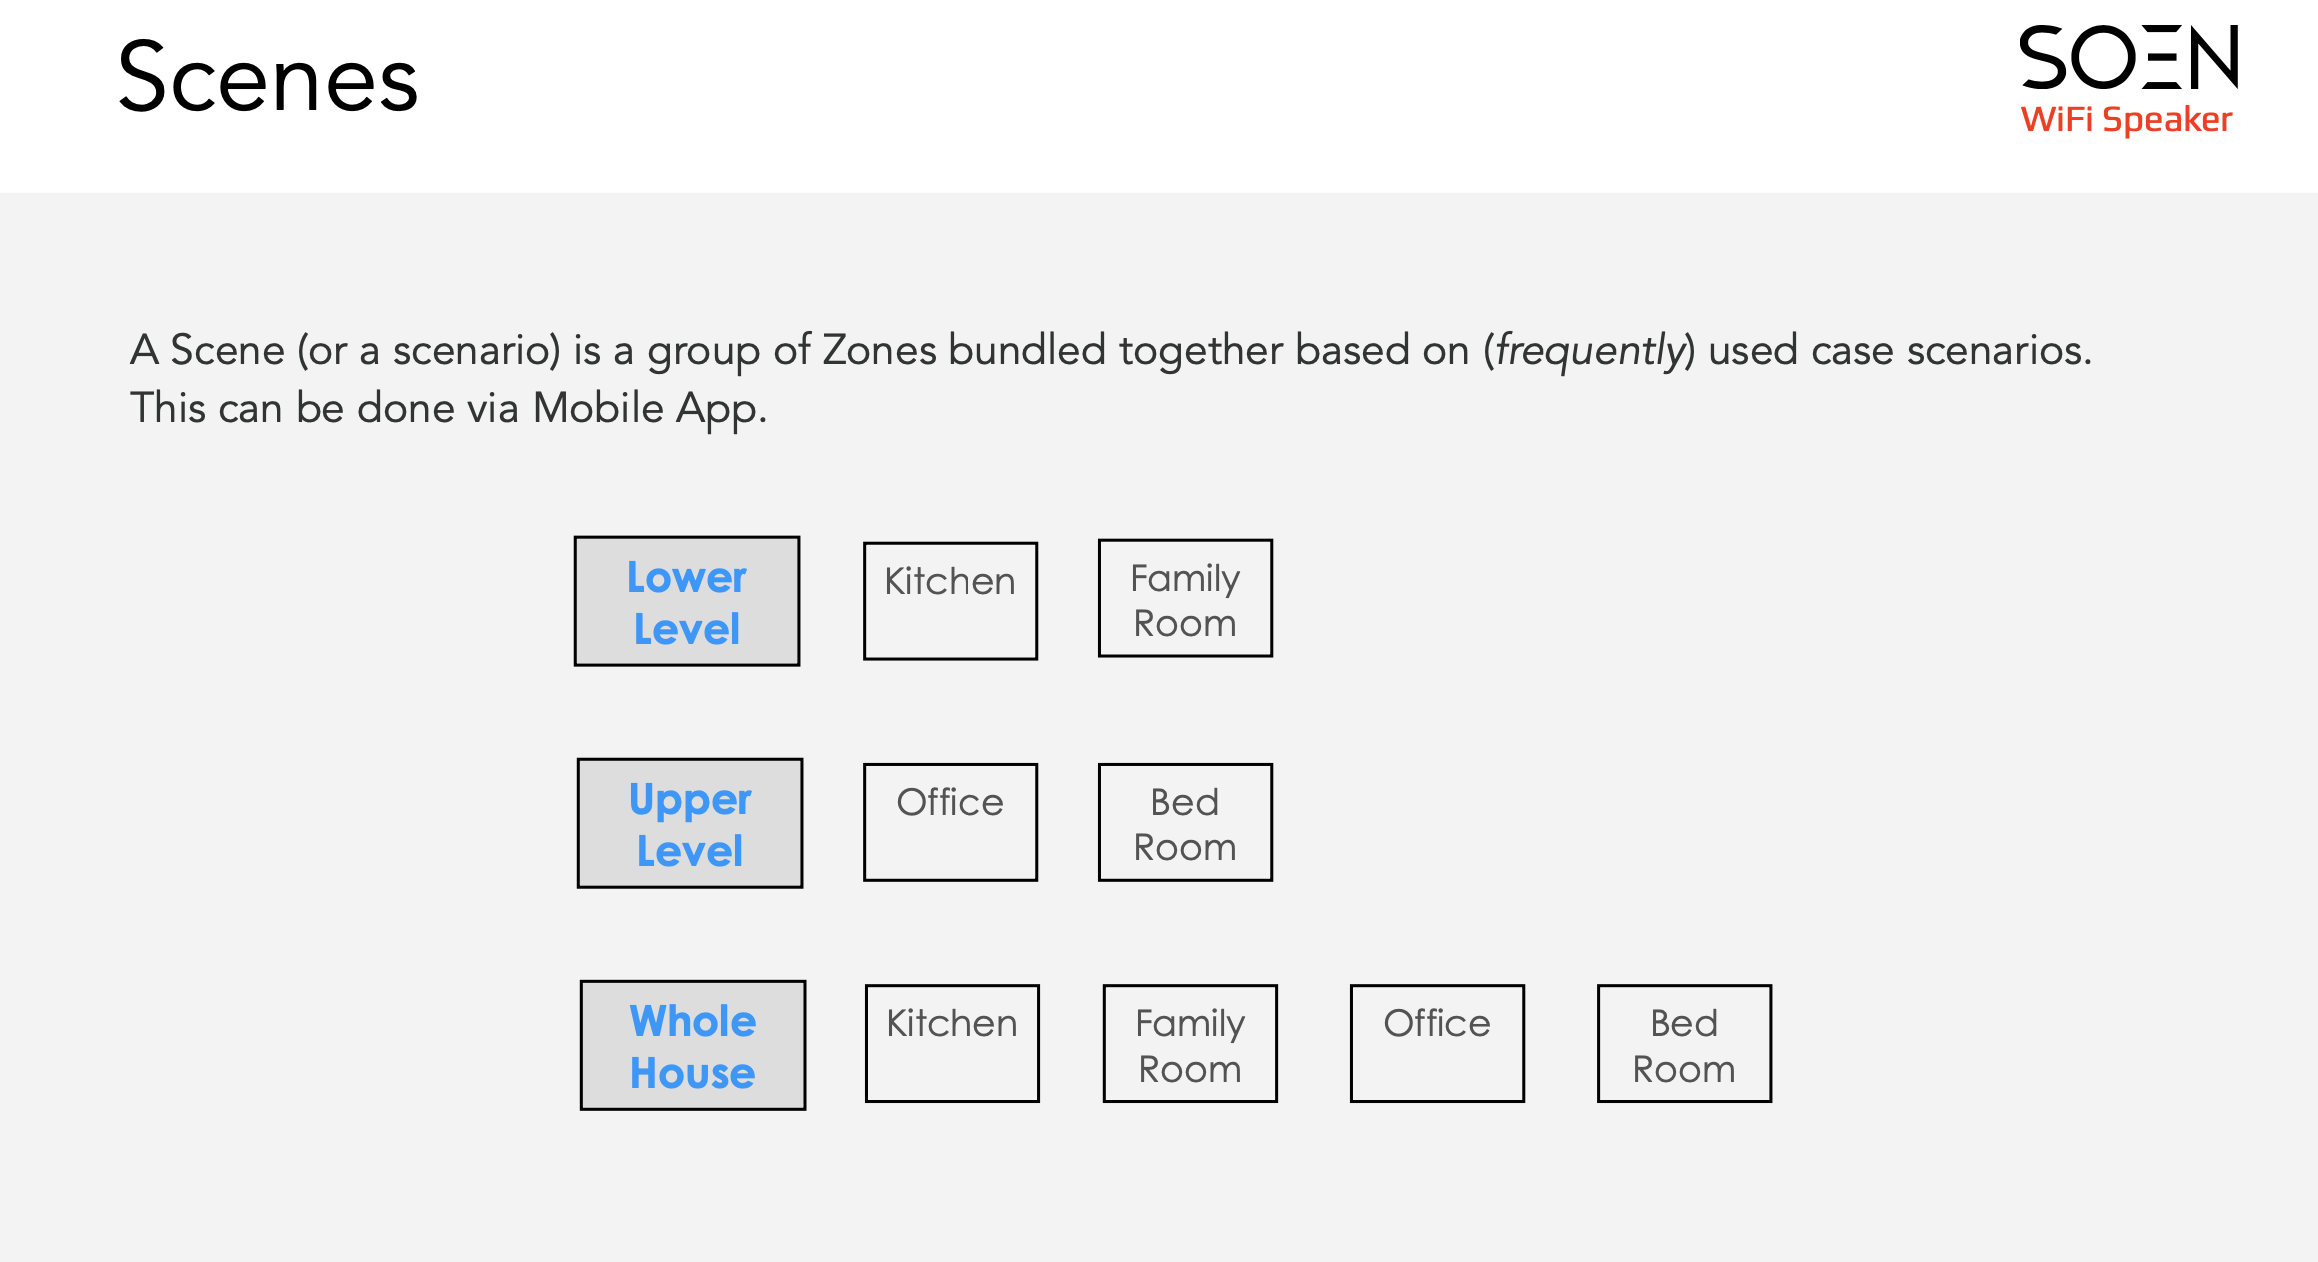 Scenes
SOEN
WiFi Speaker
A Scene (or a scenario) is a group of Zones bundled together based on (frequently) used case scenarios.
This can be done via Mobile App.
Lower
Level
Kitchen
Family
Room
Upper
Level
Office
Bed
Room
Whole
House
Kitchen
Family
Room
Office
Bed
Room